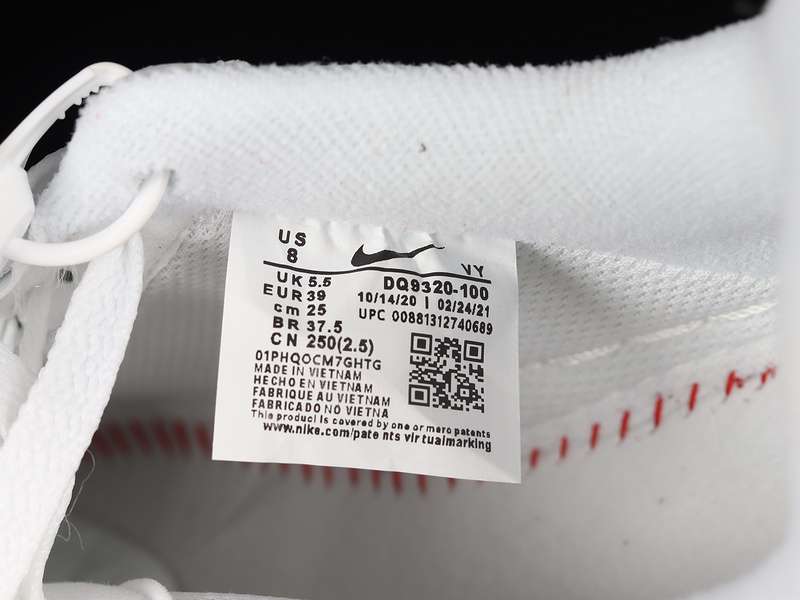 US
8
VY
UK 5.5
EUR 39
cm 25
BR 37.5
CN 250(2.5)
DQ9320-100
10/14/20 | 02/24/21
UPC 00881312740689
01PHQOCM7GHTG
MADE IN VIETNAM
HECHO EN VIETNAM
FABRIQUE AU VIETNAM
FABRICADO NO VIETNA
This product is covered by one or more patents
www.nike.com/patents virtualmarking